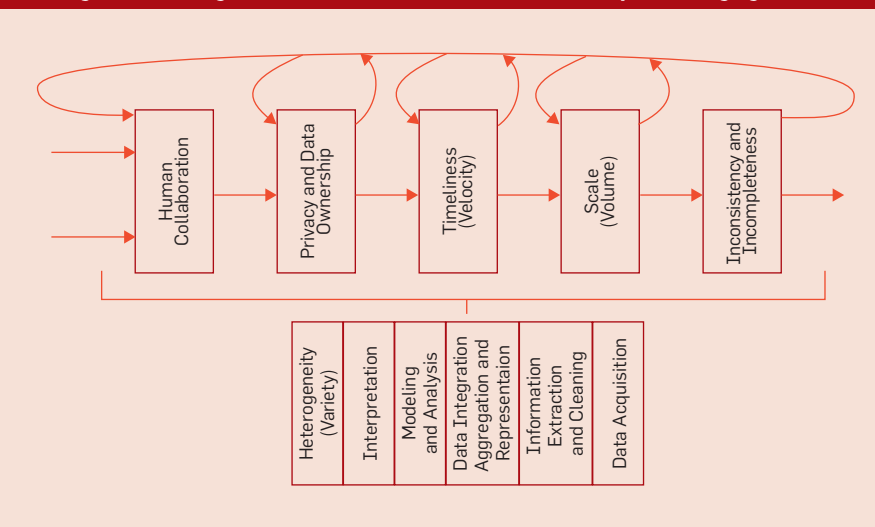 Human
Collaboration
Privacy and Data
Ownership
Timeliness
(Velocity)
Scale
(Volume)
Inconsistency and
Incompleteness
Heterogeneity
(Variety)
Interpretation
Modeling
and Analysis
Data Integration
Aggregation and
Representaion
Information
Extraction
and Cleaning
Data Acquisition